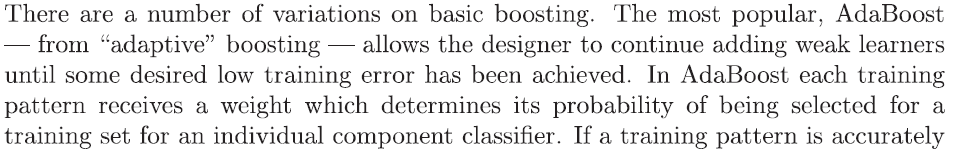 There are a number of variations on basic boosting. The most popular, AdaBoost
— from “adaptive” boosting — allows the designer to continue adding weak learners
until some desired low training error has been achieved. In AdaBoost each training
pattern receives a weight which determines its probability of being selected for a
training set for an individual component classifier. If a training pattern is accurately